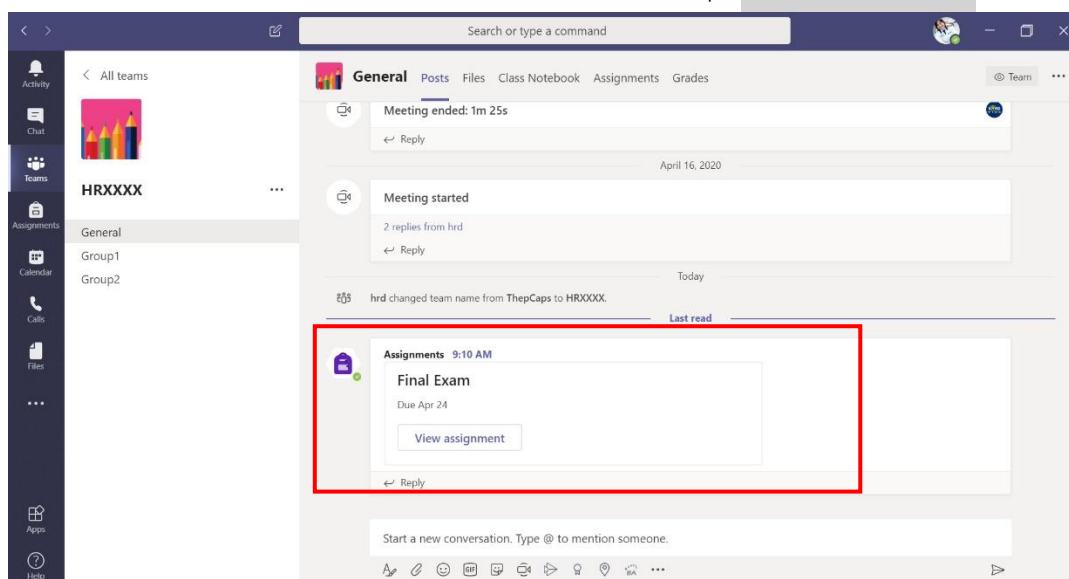 Search or type a command
Activity
Chat
Teams
Assignments
Calendar
Calls
Files
Apps
Help
All teams
HRXXXX
General
Group1
Group2
General Posts Files Class Notebook Assignments Grades
Team
Meeting ended: 1m 25s
Reply
April 16, 2020
Meeting started
2 replies from hrd
Reply
Today
hrd changed team name from ThepCaps to HRXXXX.
Last read
Assignments 9:10 AM
Final Exam
Due Apr 24
View assignment
Reply
Start a new conversation. Type @ to mention someone.
GIF